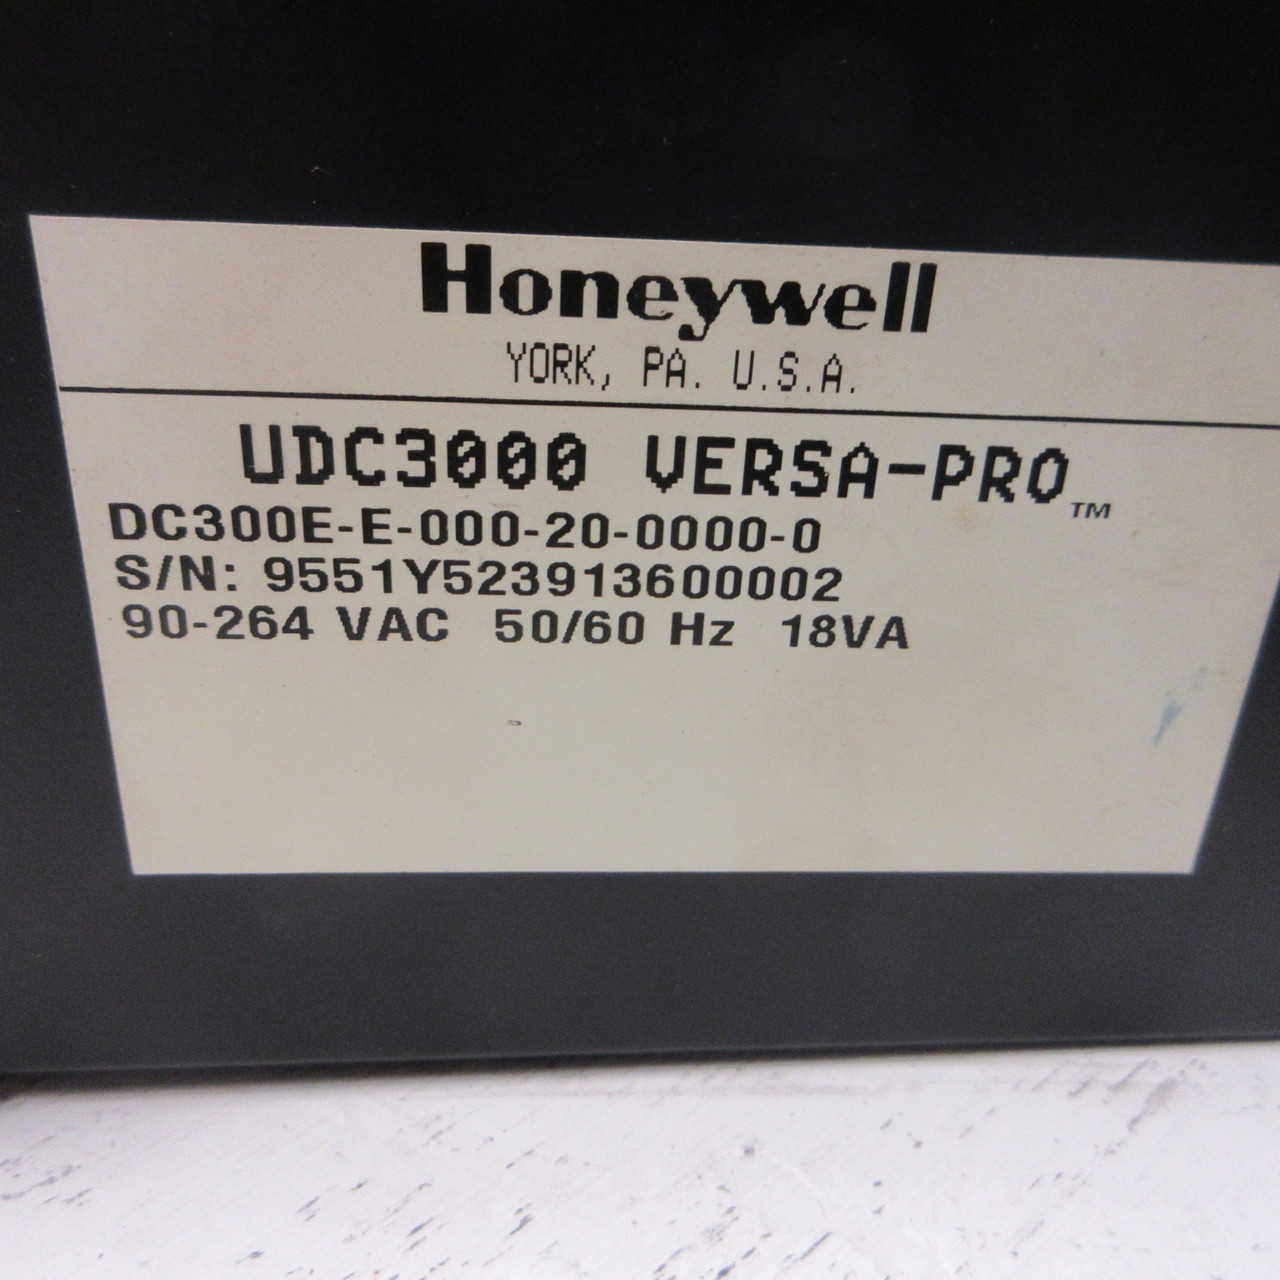 Honeywell
YORK, PA. U.S.A.
UDC3000 VERSA-PRO™
DC300E-E-000-20-0000-0
S/N: 9551Y523913600002
90-264 VAC 50/60 Hz 18VA